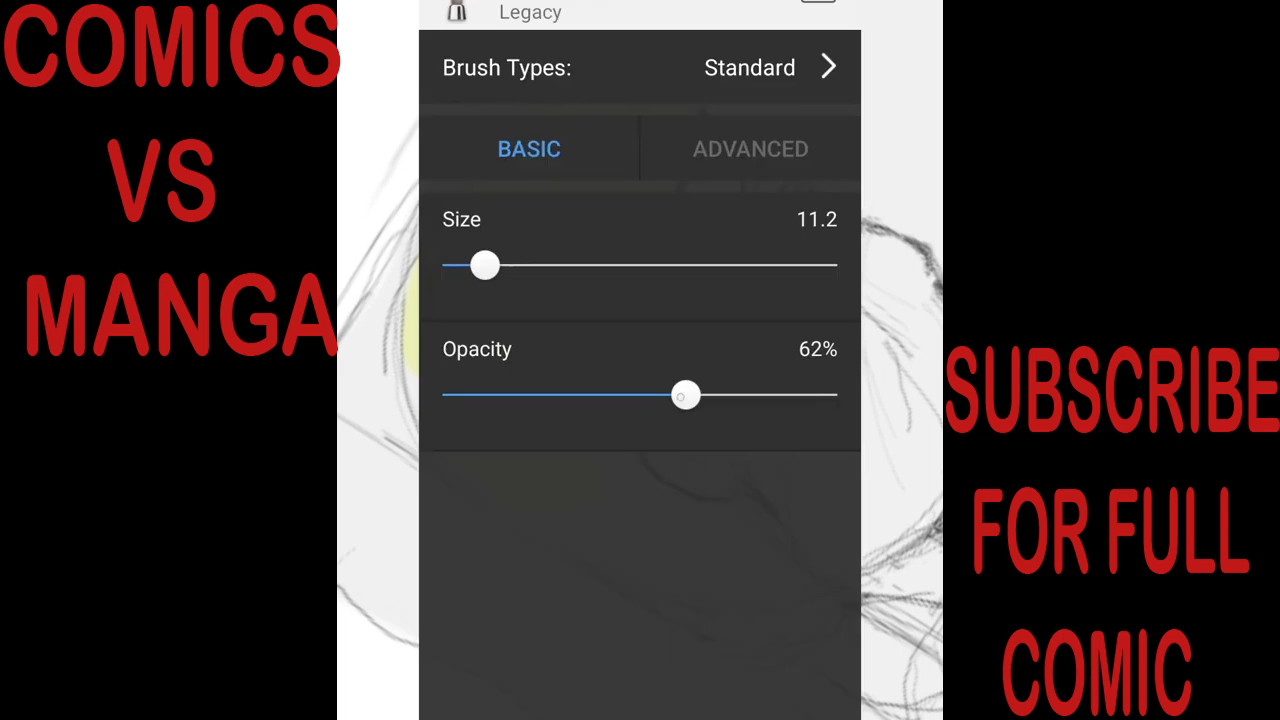 COMICS
VS
MANGA
Legacy
Brush Types: Standard
BASIC ADVANCED
Size 11.2
Opacity 62%
SUBSCRIBE
FOR FULL
COMIC